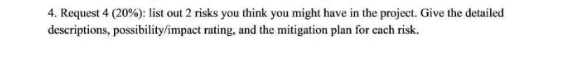 4. Request 4 (20%): list out 2 risks you think you might have in the project. Give the detailed
descriptions, possibility/impact rating, and the mitigation plan for each risk.